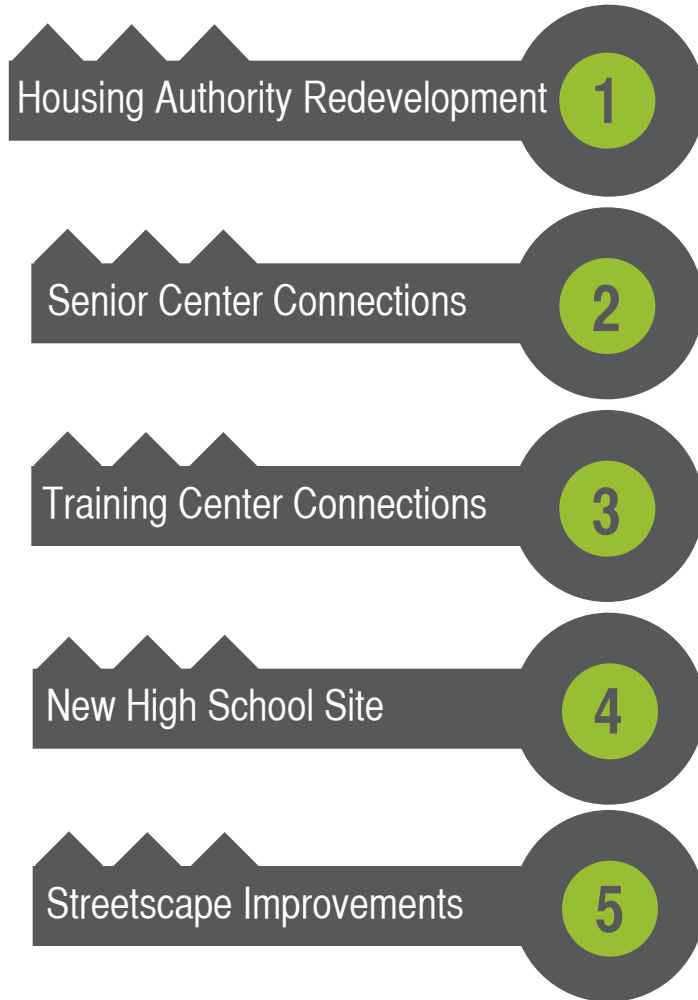 Housing Authority Redevelopment 1
Senior Center Connections 2
Training Center Connections 3
New High School Site 4
Streetscape Improvements 5